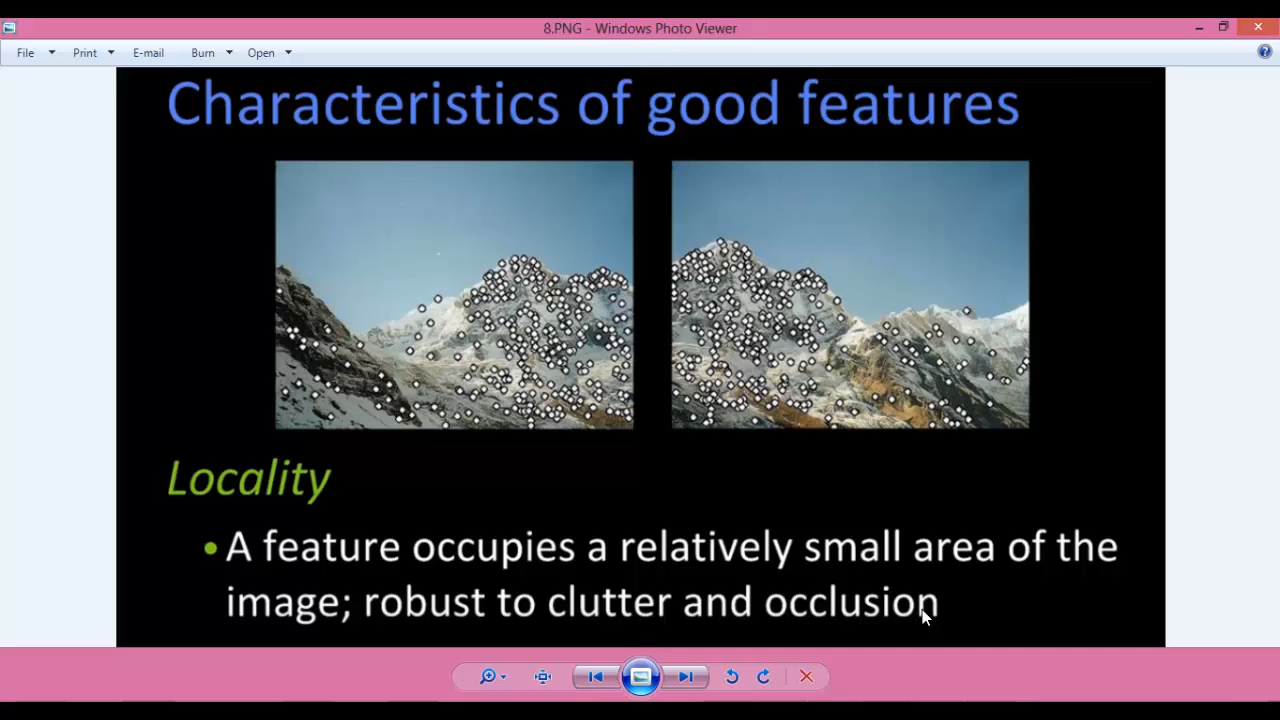 8.PNG - Windows Photo Viewer
File Print E-mail Burn Open
Characteristics of good features
Locality
• A feature occupies a relatively small area of the
image; robust to clutter and occlusion